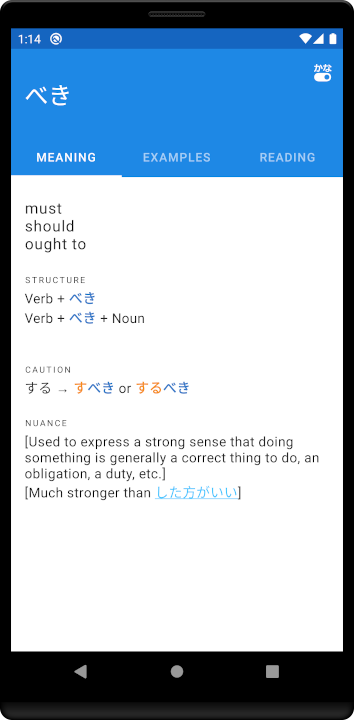 1:14
かな
べき
MEANING EXAMPLES READING
must
should
ought to
STRUCTURE
Verb + べき
Verb + べき + Noun
CAUTION
する → すべき or するべき
NUANCE
[Used to express a strong sense that doing
something is generally a correct thing to do, an
obligation, a duty, etc.]
[Much stronger than した方がいい]